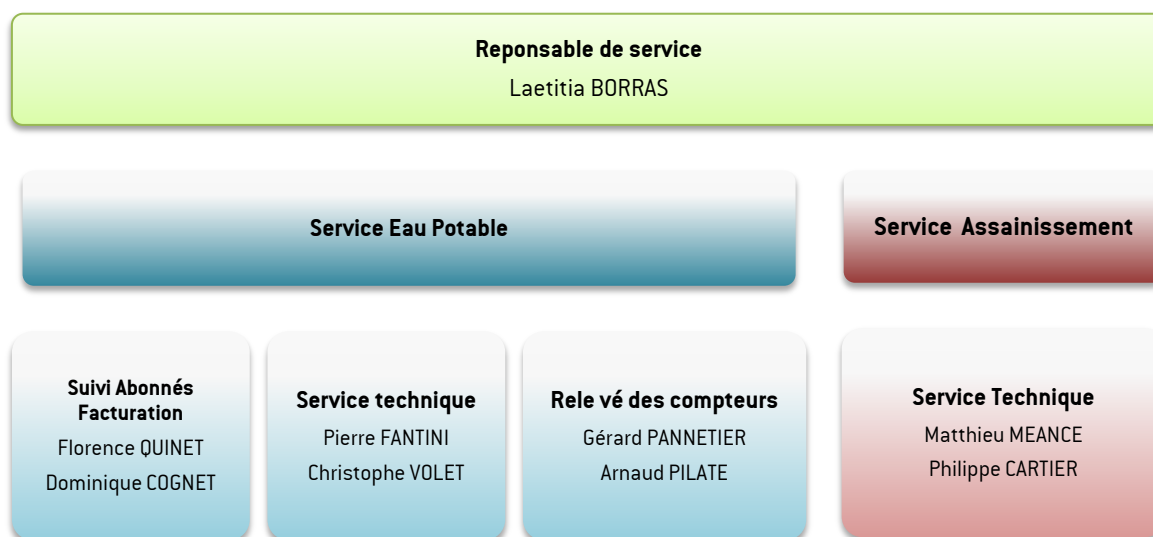 Reponsable de service
Laetitia BORRAS
Service Eau Potable
Service Assainissement
Suivi Abonnés
Facturation
Florence QUINET
Dominique COGNET
Service technique
Pierre FANTINI
Christophe VOLET
Rele vé des compteurs
Gérard PANNETIER
Arnaud PILATE
Service Technique
Matthieu MEANCE
Philippe CARTIER